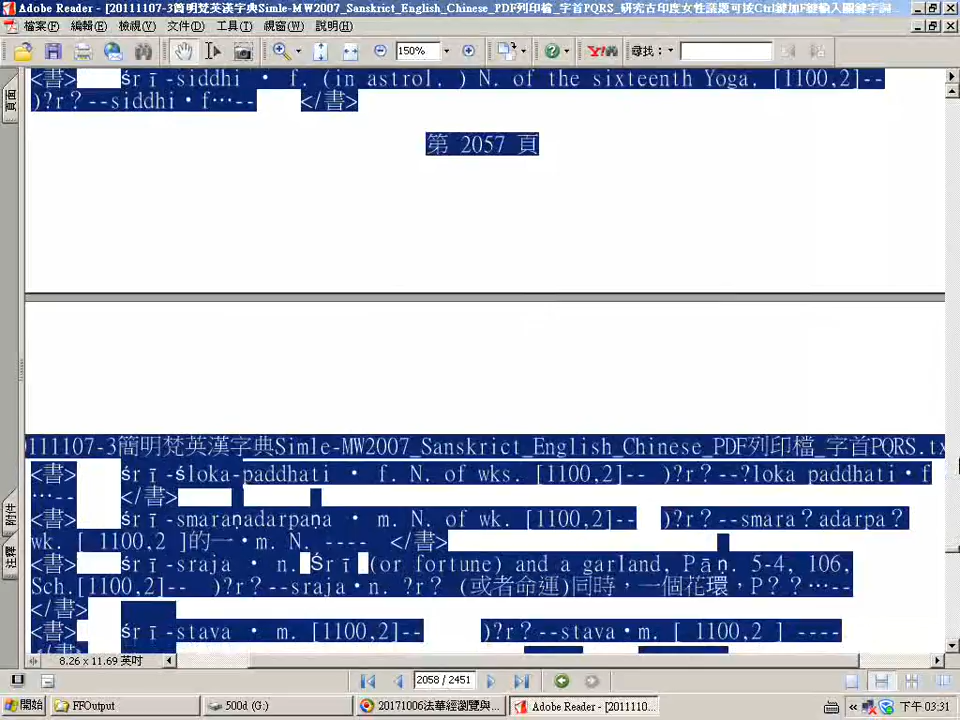 Adobe Reader - [20111107-3簡明梵英漢字典Simle-MW2007_Sanskrict_English_Chinese_PDF列印檔_字首PQRS_研究古印度女性議題可按Ctrl鍵加F鍵輸入關鍵字詞
檔案(F) 編輯(E) 檢視(V) 文件(D) 工具(T) 視窗(W) 說明(H)
150% Y! 尋找:
頁面
<書> śrī-siddhi • f. (in astrol. ) N. of the sixteenth Yoga. [1100,2]--
)?r?--siddhi•f…-- </書>
第 2057 頁
0111107-3簡明梵英漢字典Simle-MW2007_Sanskrict_English_Chinese_PDF列印檔_字首PQRS.tx
<書> śrī-śloka-paddhati • f. N. of wks. [1100,2]-- )?r?--?loka paddhati•f
…-- </書>
<書> śrī-smaraṇadarpaṇa • m. N. of wk. [1100,2]-- )?r?--smara?adarpa?
wk. [ 1100,2 ]的一•m. N. ---- </書>
<書> śrī-sraja • n. Śrī (or fortune) and a garland, Pāṇ. 5-4, 106,
Sch.[1100,2]-- )?r?--sraja•n. ?r? (或者命運)同時,一個花環,P??…--
</書>
<書> śrī-stava • m. [1100,2]-- )?r?--stava•m. [ 1100,2 ] ----
附件
注釋
8.26 x 11.69 英吋
2058 / 2451
開始 FFOutput 500d (G:) 20171006法華經瀏覽與... Adobe Reader - [2011110... « 下午 03:31